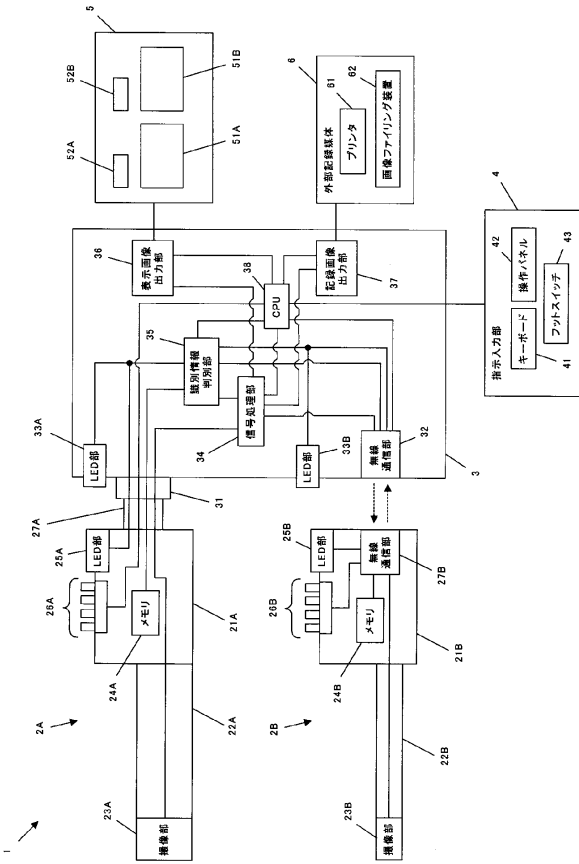 1
2A
23A
撮像部
22A
24A
メモリ
21A
26A
25A
LED部
27A
31
2B
23B
撮像部
22B
24B
メモリ
21B
26B
25B
LED部
無線
通信部
27B
3
33A
LED部
34
信号処理部
35
識別情報
判別部
36
表示画像
出力部
38
CPU
記録画像
出力部
37
LED部
33B
無線
通信部
32
5
52A
52B
51A
51B
6
外部記録媒体
61
プリンタ
62
画像ファイリング装置
4
指示入力部
キーボード
41
42
操作パネル
フットスイッチ
43